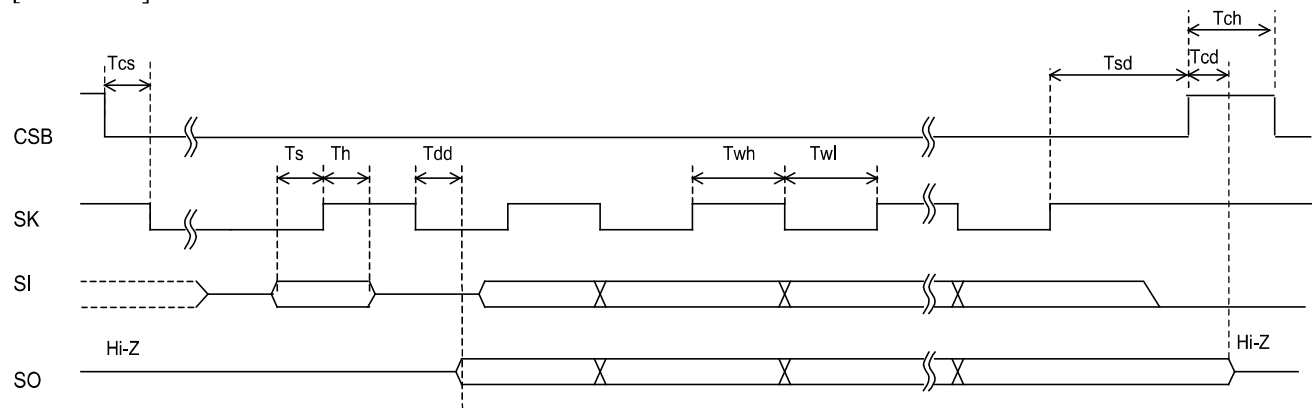 Tch
Tcs
Tsd
Tcd
CSB
Ts
Th
Tdd
Twh
Twl
SK
SI
Hi-Z
Hi-Z
SO